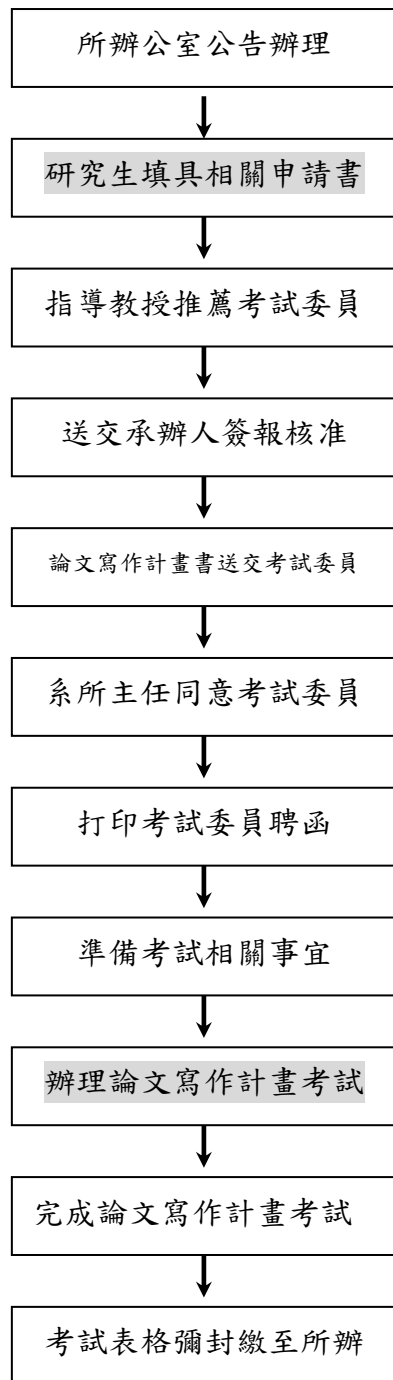 所辦公室公告辦理
研究生填具相關申請書
指導教授推薦考試委員
送交承辦人簽報核准
論文寫作計畫書送交考試委員
系所主任同意考試委員
打印考試委員聘函
準備考試相關事宜
辦理論文寫作計畫考試
完成論文寫作計畫考試
考試表格彌封繳至所辦